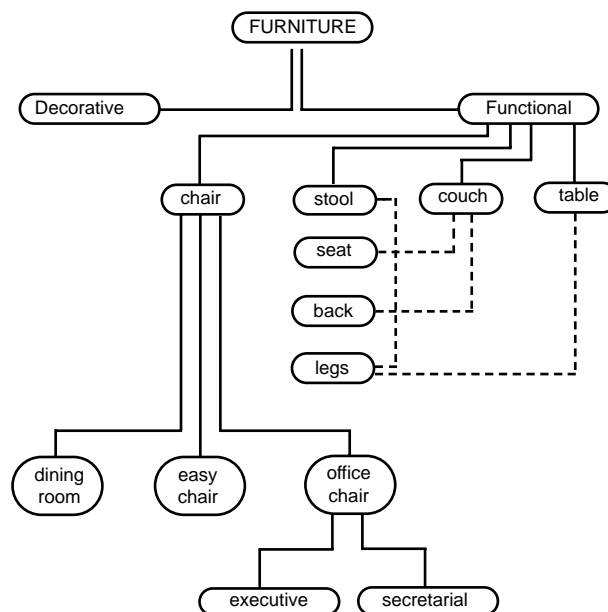 FURNITURE
Decorative
Functional
chair
stool
couch
table
seat
back
legs
dining
room
easy
chair
office
chair
executive
secretarial